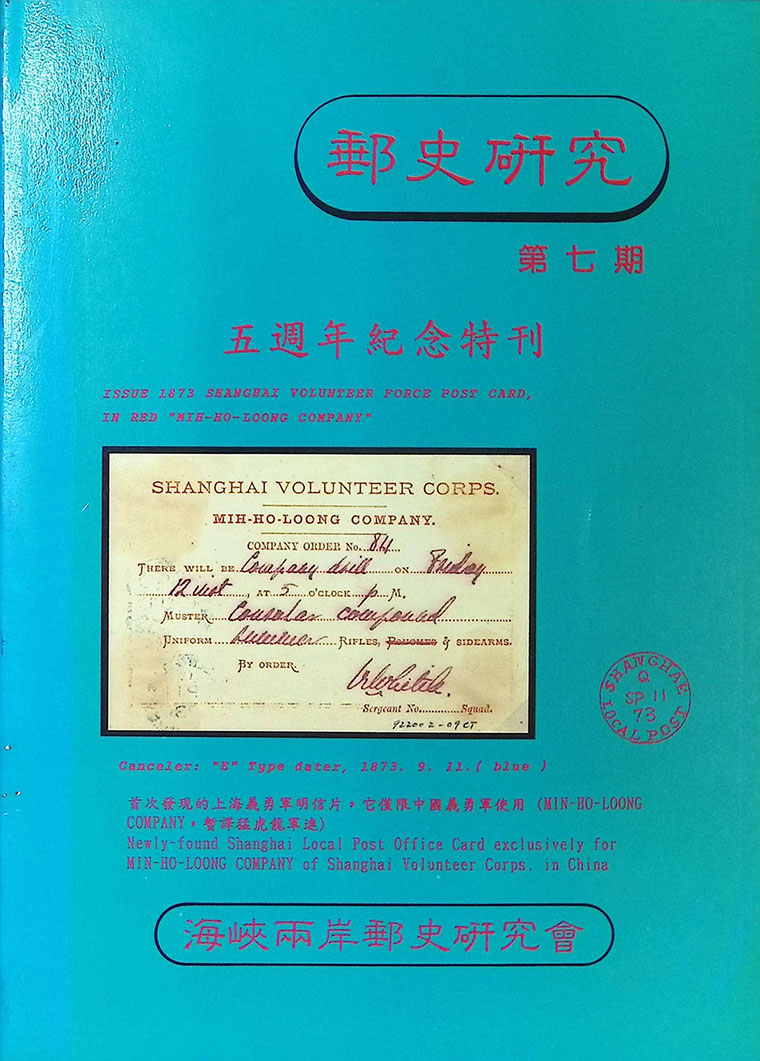 郵史研究
第七期
五週年紀念特刊
ISSUE 1873 SHANGHAI VOLUNTEER FORCE POST CARD,
IN RED "MIH-HO-LOONG COMPANY"
SHANGHAI VOLUNTEER CORPS.
MIH-HO-LOONG COMPANY.
COMPANY ORDER No...84...
THERE WILL BE Company drill ON Friday
12 inst, AT 5 O'CLOCK p M.
MUSTER Consular compound
UNIFORM Summer RIFLES, POUCHES & SIDEARMS.
BY ORDER,
Sergeant No............Squad.
922002-09CT
SHANGHAE
Q
SP 11
73
LOCAL POST
Canceler: "E" Type dater, 1873. 9. 11.( blue )
首次發現的上海義勇軍明信片，它僅限中國義勇軍使用 (MIN-HO-LOONG
COMPANY，暫譯猛虎龍軍連)
Newly-found Shanghai Local Post Office Card exclusively for
MIN-HO-LOONG COMPANY of Shanghai Volunteer Corps. in China
海峽兩岸郵史研究會